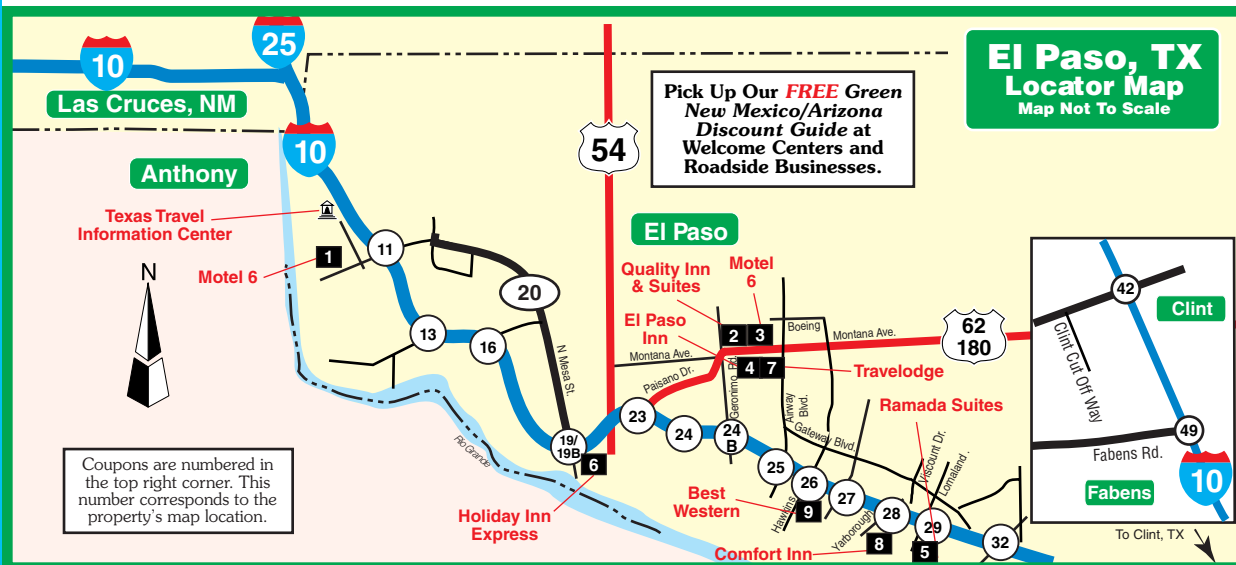 El Paso, TX
Locator Map
Map Not To Scale
25
10
Las Cruces, NM
Pick Up Our FREE Green
New Mexico/Arizona
Discount Guide at
Welcome Centers and
Roadside Businesses.
54
10
Anthony
Texas Travel
Information Center
11
1
Motel 6
N
20
13
16
N Mesa St.
El Paso
Quality Inn
& Suites
Motel
6
El Paso
Inn
2
3
Boeing
Montana Ave.
62
180
Montana Ave.
4
7
Travelodge
Paisano Dr.
Geronimo Rd.
Airway
Blvd.
Ramada Suites
Gateway Blvd.
Viscount Dr.
Lomaland .
23
24
24
B
25
26
27
28
29
32
19/
19B
6
Rio Grande
Holiday Inn
Express
Best
Western
Hawkins
9
Yarborough
8
Comfort Inn
5
Coupons are numbered in
the top right corner. This
number corresponds to the
property's map location.
42
Clint
Clint Cut Off Way
49
Fabens Rd.
Fabens
10
To Clint, TX